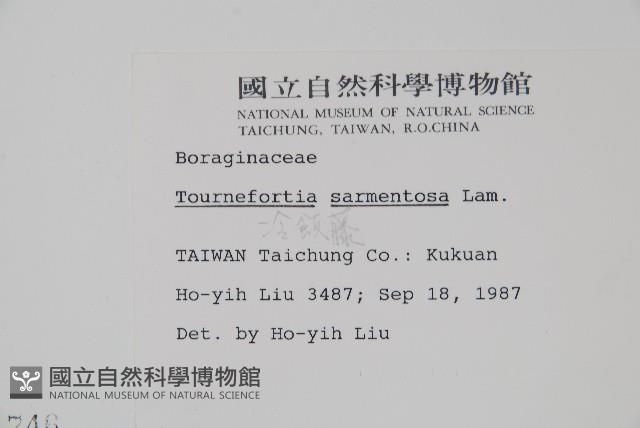 國立自然科學博物館
NATIONAL MUSEUM OF NATURAL SCIENCE
TAICHUNG, TAIWAN, R.O.CHINA
Boraginaceae
Tournefortia sarmentosa Lam.
冷飯藤
TAIWAN Taichung Co.: Kukuan
Ho-yih Liu 3487; Sep 18, 1987
Det. by Ho-yih Liu
國立自然科學博物館
NATIONAL MUSEUM OF NATURAL SCIENCE